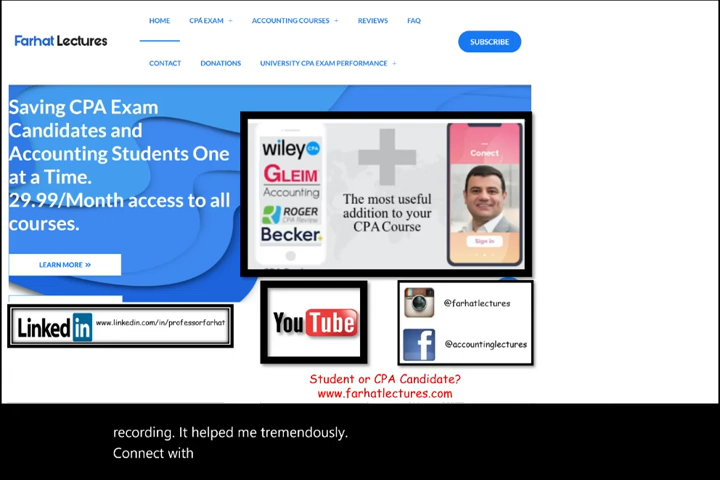 HOME CPA EXAM + ACCOUNTING COURSES + REVIEWS FAQ
Farhat Lectures
SUBSCRIBE
CONTACT DONATIONS UNIVERSITY CPA EXAM PERFORMANCE +
Saving CPA Exam
Candidates and
Accounting Students One
at a Time.
29.99/Month access to all
courses.
LEARN MORE »
wiley CPA
GLEIM
Accounting
ROGER
CPA Review
Becker
The most useful
addition to your
CPA Course
Conect
Sign in
LinkedIn www.linkedin.com/in/professorfarhat
YouTube
@farhatlectures
@accountinglectures
Student or CPA Candidate?
www.farhatlectures.com
recording. It helped me tremendously.
Connect with